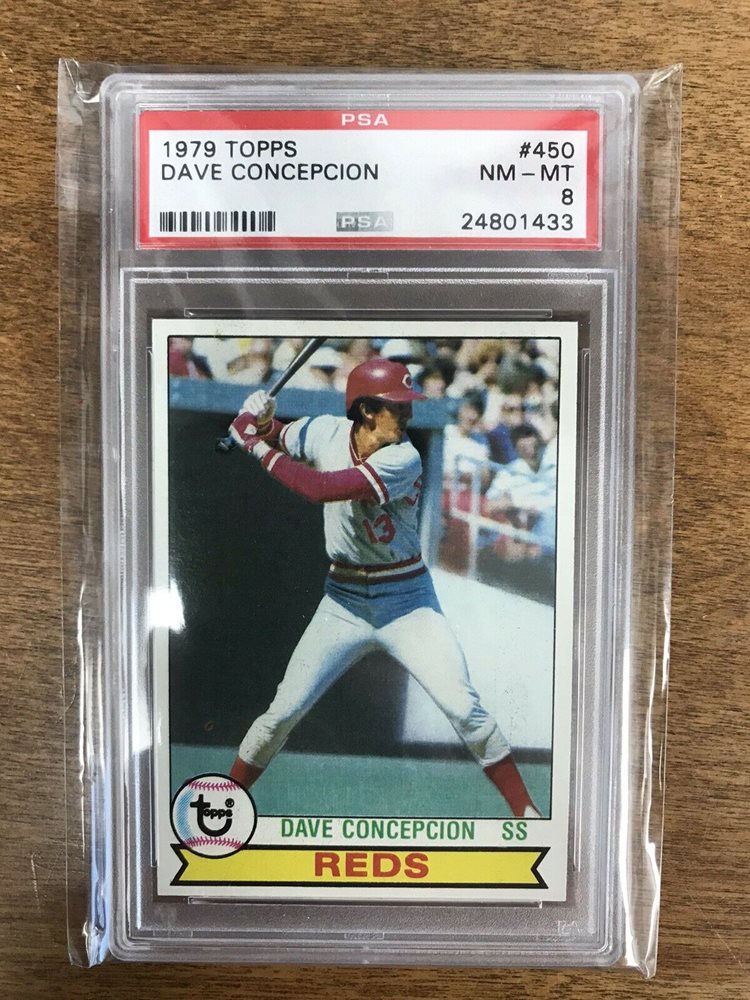 PSA
1979 TOPPS #450
DAVE CONCEPCION NM - MT
8
PSA 24801433
C
13
topps®
DAVE CONCEPCION SS
REDS